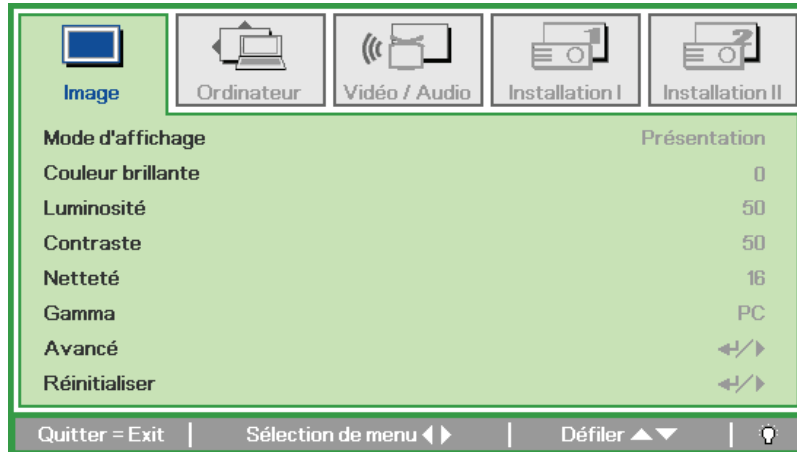 Image Ordinateur Vidéo / Audio Installation I Installation II
Mode d'affichage Présentation
Couleur brillante 0
Luminosité 50
Contraste 50
Netteté 16
Gamma PC
Avancé
Réinitialiser
Quitter = Exit Sélection de menu Défiler